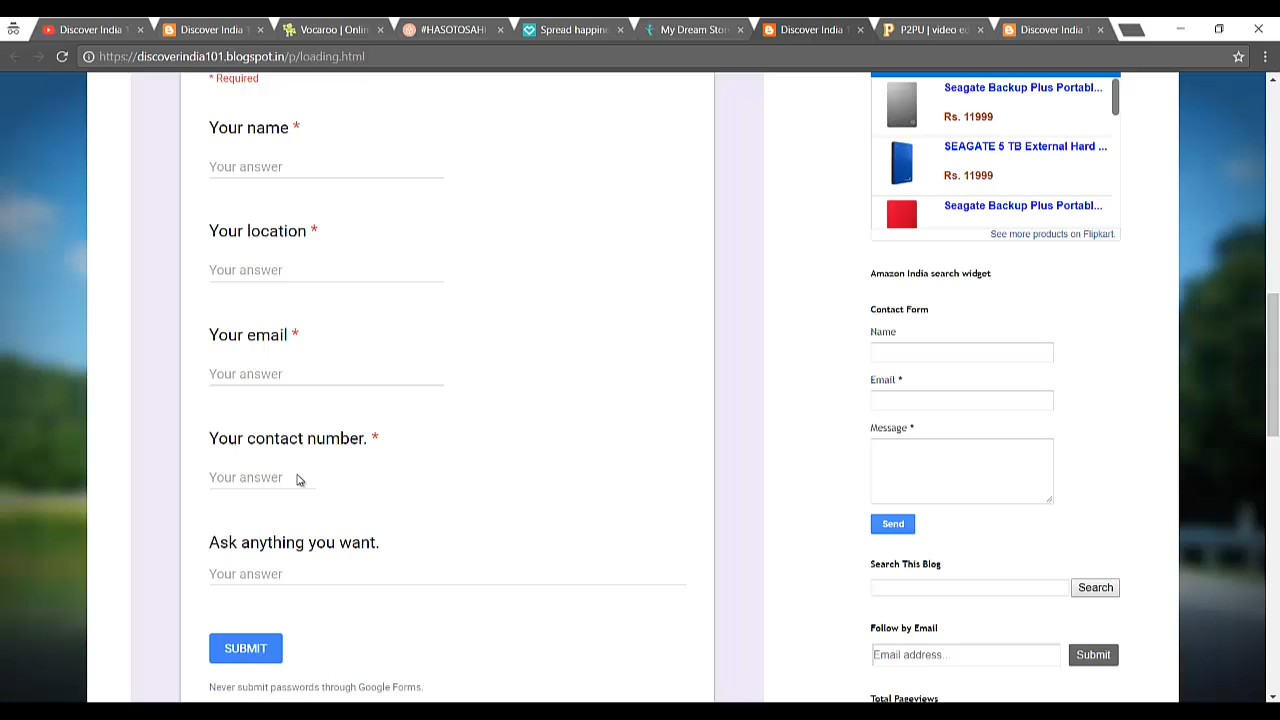 Discover India
Discover India
Vocaroo | Onlin
#HASOTOSAHI
Spread happin
My Dream Stor
Discover India
P2PU | video ed
Discover India
https://discoverindia101.blogspot.in/p/loading.html
* Required
Your name *
Your answer
Your location *
Your answer
Your email *
Your answer
Your contact number. *
Your answer
Ask anything you want.
Your answer
SUBMIT
Never submit passwords through Google Forms.
Seagate Backup Plus Portabl...
Rs. 11999
SEAGATE 5 TB External Hard ...
Rs. 11999
Seagate Backup Plus Portabl...
See more products on Flipkart.
Amazon India search widget
Contact Form
Name
Email *
Message *
Send
Search This Blog
Search
Follow by Email
Email address...
Submit
Total Pageviews